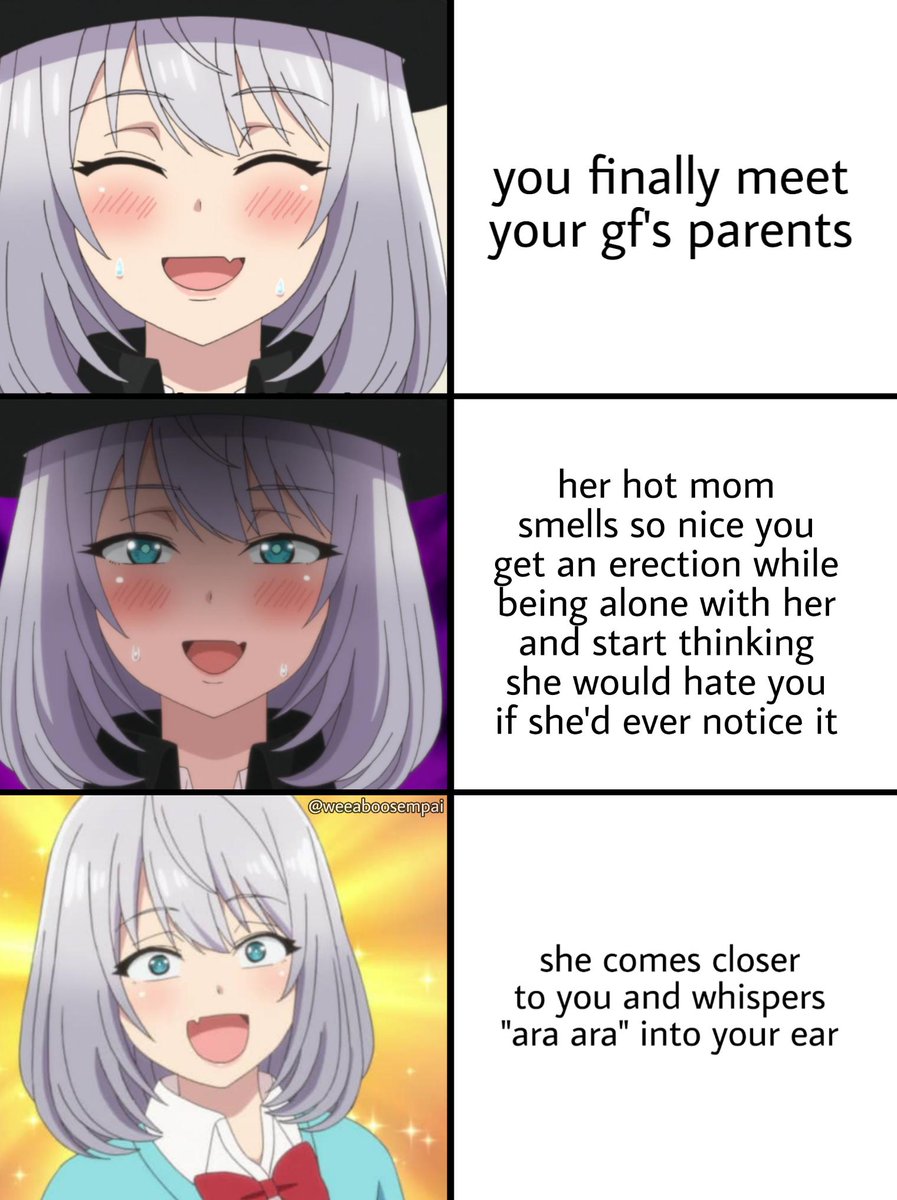 you finally meet
your gf's parents
her hot mom
smells so nice you
get an erection while
being alone with her
and start thinking
she would hate you
if she'd ever notice it
@weeaboosempai
she comes closer
to you and whispers
"ara ara" into your ear